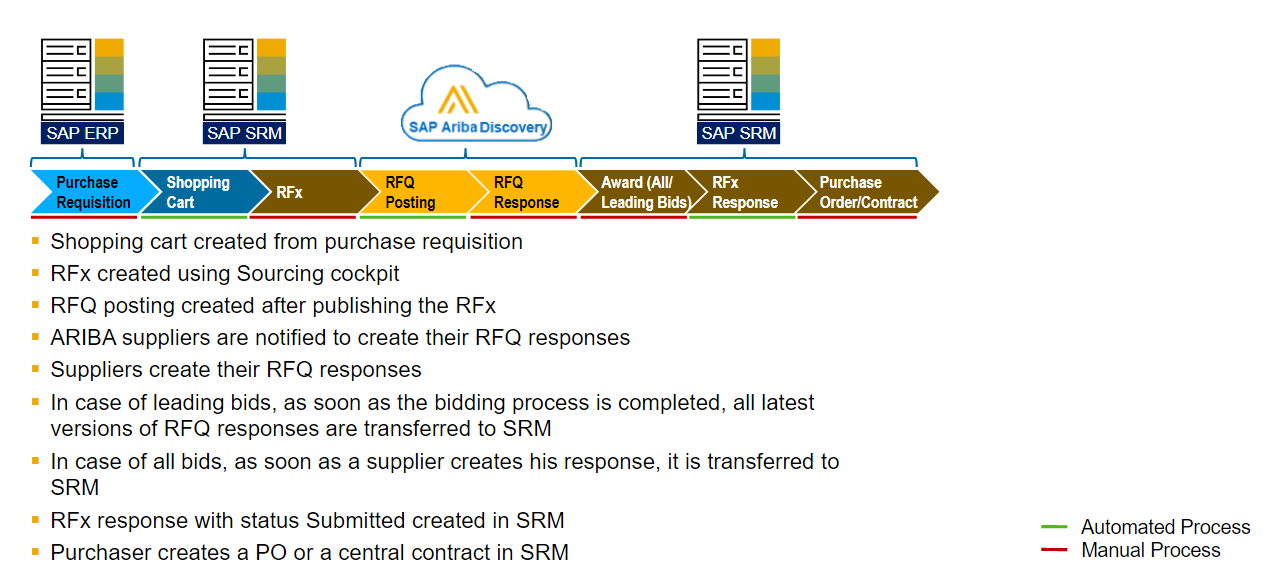 SAP ERP
SAP SRM
SAP Ariba Discovery
SAP SRM
Purchase
Requisition
Shopping
Cart
RFx
RFQ
Posting
RFQ
Response
Award (All/
Leading Bids)
RFx
Response
Purchase
Order/Contract
Shopping cart created from purchase requisition
RFx created using Sourcing cockpit
RFQ posting created after publishing the RFx
ARIBA suppliers are notified to create their RFQ responses
Suppliers create their RFQ responses
In case of leading bids, as soon as the bidding process is completed, all latest
versions of RFQ responses are transferred to SRM
In case of all bids, as soon as a supplier creates his response, it is transferred to
SRM
RFx response with status Submitted created in SRM
Purchaser creates a PO or a central contract in SRM
Automated Process
Manual Process